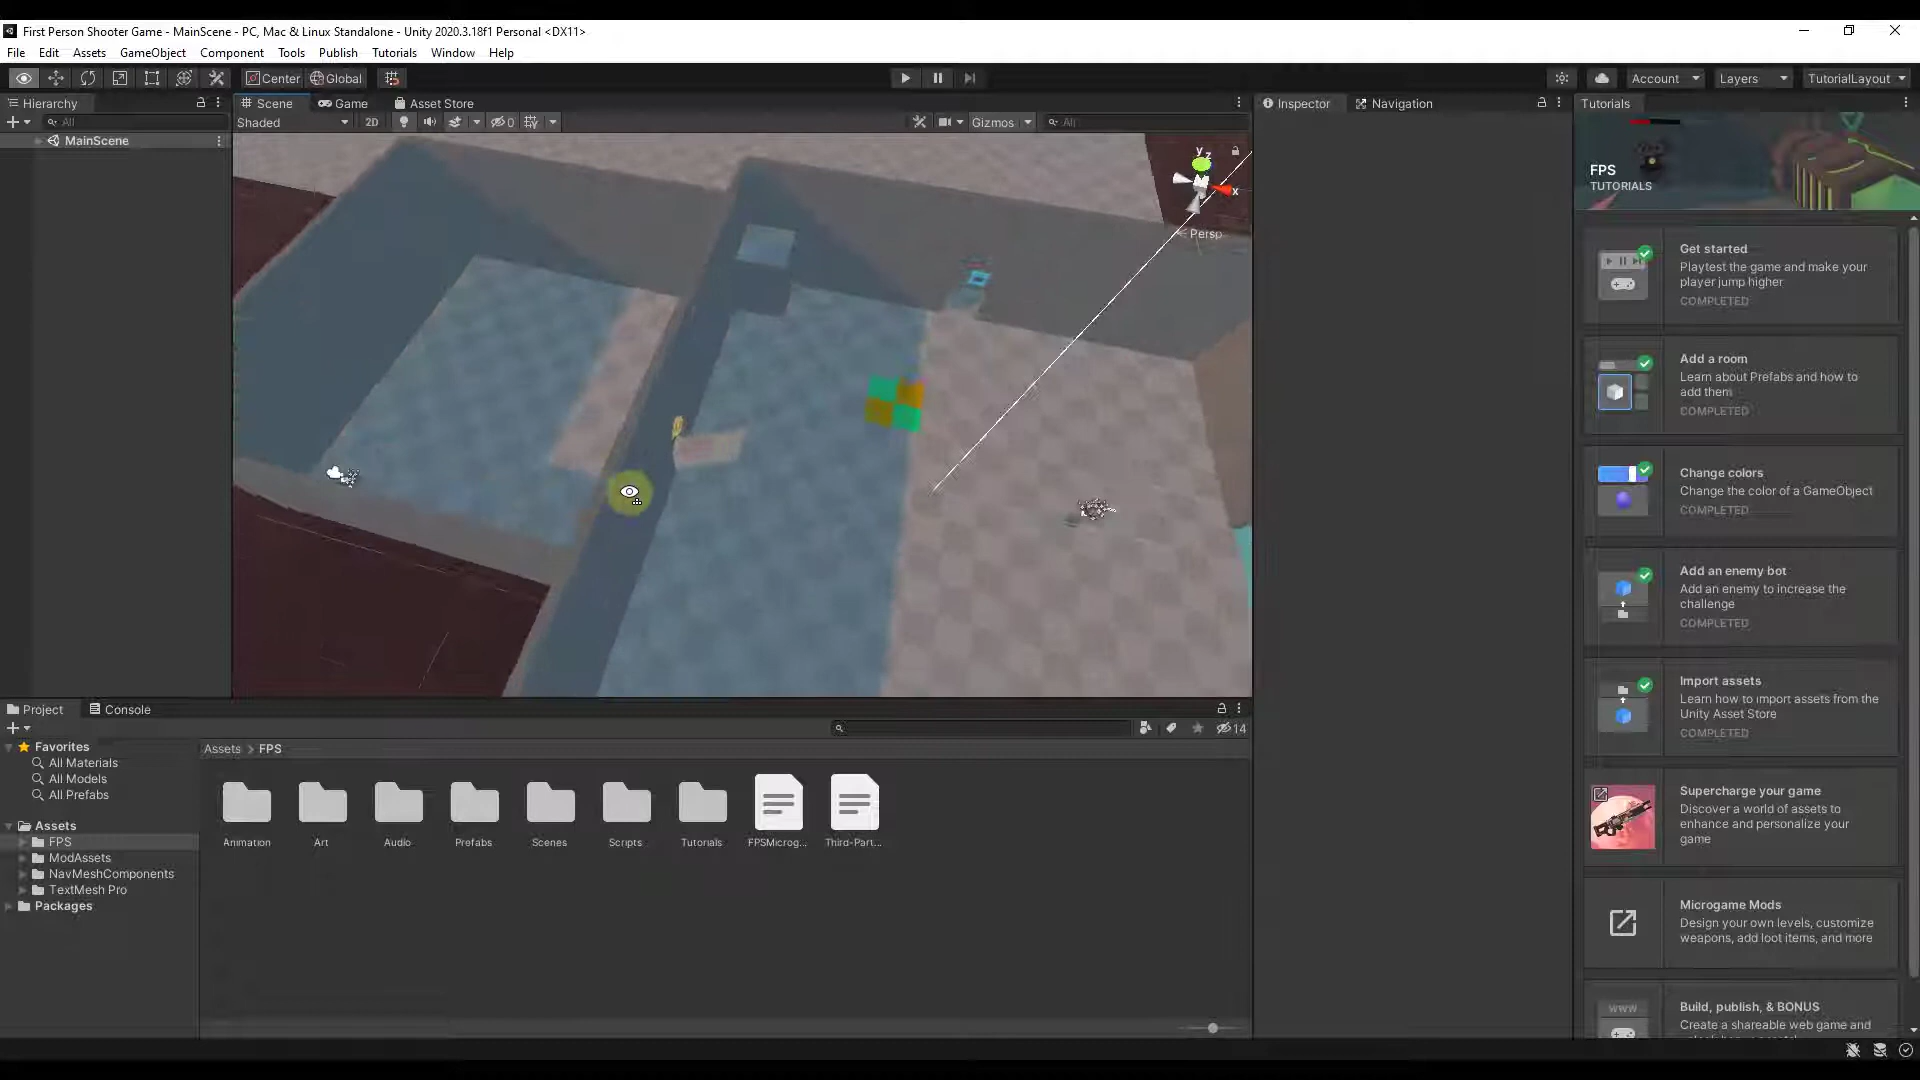 First Person Shooter Game - MainScene - PC, Mac & Linux Standalone - Unity 2020.3.18f1 Personal <DX11>
File Edit Assets GameObject Component Tools Tutorials Publish Tutorials Window Help
Center Global
Account Layers TutorialLayout
Hierarchy
All
MainScene
Scene Game Asset Store
Shaded 2D 0 Gizmos All
y z x
Persp
Inspector Navigation
Tutorials
FPS
TUTORIALS
Get started
Playtest the game and make your
player jump higher
COMPLETED
Add a room
Learn about Prefabs and how to
add them
COMPLETED
Change colors
Change the color of a GameObject
COMPLETED
Add an enemy bot
Add an enemy to increase the
challenge
COMPLETED
Import assets
Learn how to import assets from the
Unity Asset Store
COMPLETED
Supercharge your game
Discover a world of assets to
enhance and personalize your
game
Microgame Mods
Design your own levels, customize
weapons, add loot items, and more
WWW
Build, publish, & BONUS
Create a shareable web game and
Project Console
14
Favorites
All Materials
All Models
All Prefabs
Assets
FPS
ModAssets
NavMeshComponents
TextMesh Pro
Packages
Assets > FPS
Animation Art Audio Prefabs Scenes Scripts Tutorials FPSMicrog... Third-Part...